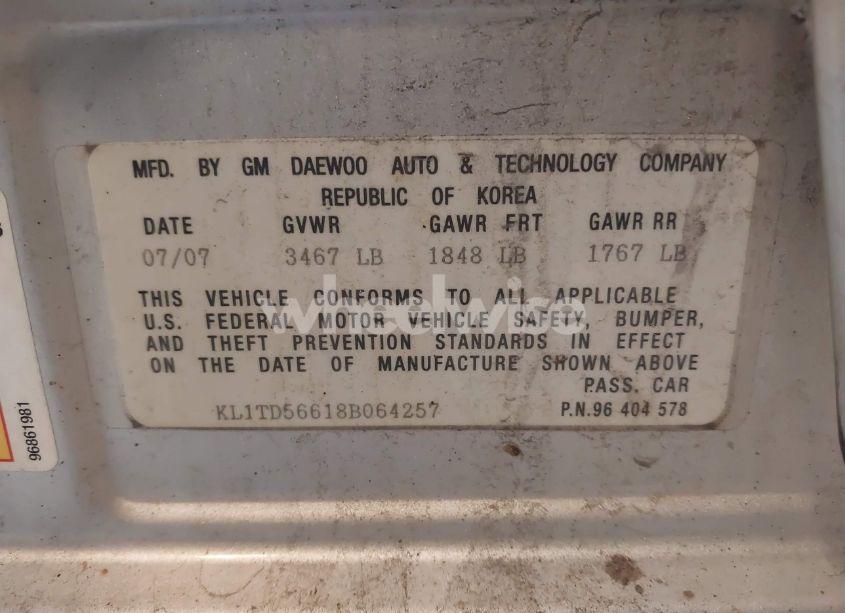 MFD. BY GM DAEWOO AUTO & TECHNOLOGY COMPANY
REPUBLIC OF KOREA
DATE GVWR GAWR FRT GAWR RR
07/07 3467 LB 1848 LB 1767 LB
THIS VEHICLE CONFORMS TO ALL APPLICABLE
U.S. FEDERAL MOTOR VEHICLE SAFETY, BUMPER,
AND THEFT PREVENTION STANDARDS IN EFFECT
ON THE DATE OF MANUFACTURE SHOWN ABOVE
PASS. CAR
KL1TD56618B064257 P.N.96 404 578
96861981